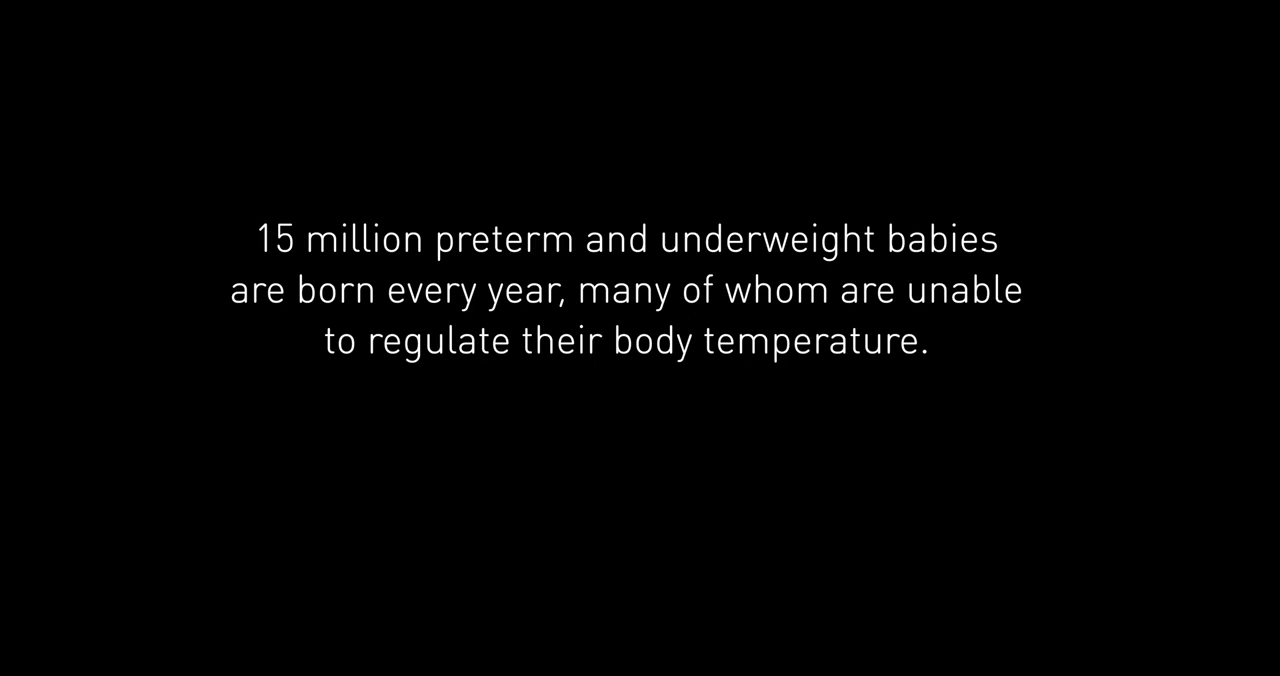 15 million preterm and underweight babies
are born every year, many of whom are unable
to regulate their body temperature.